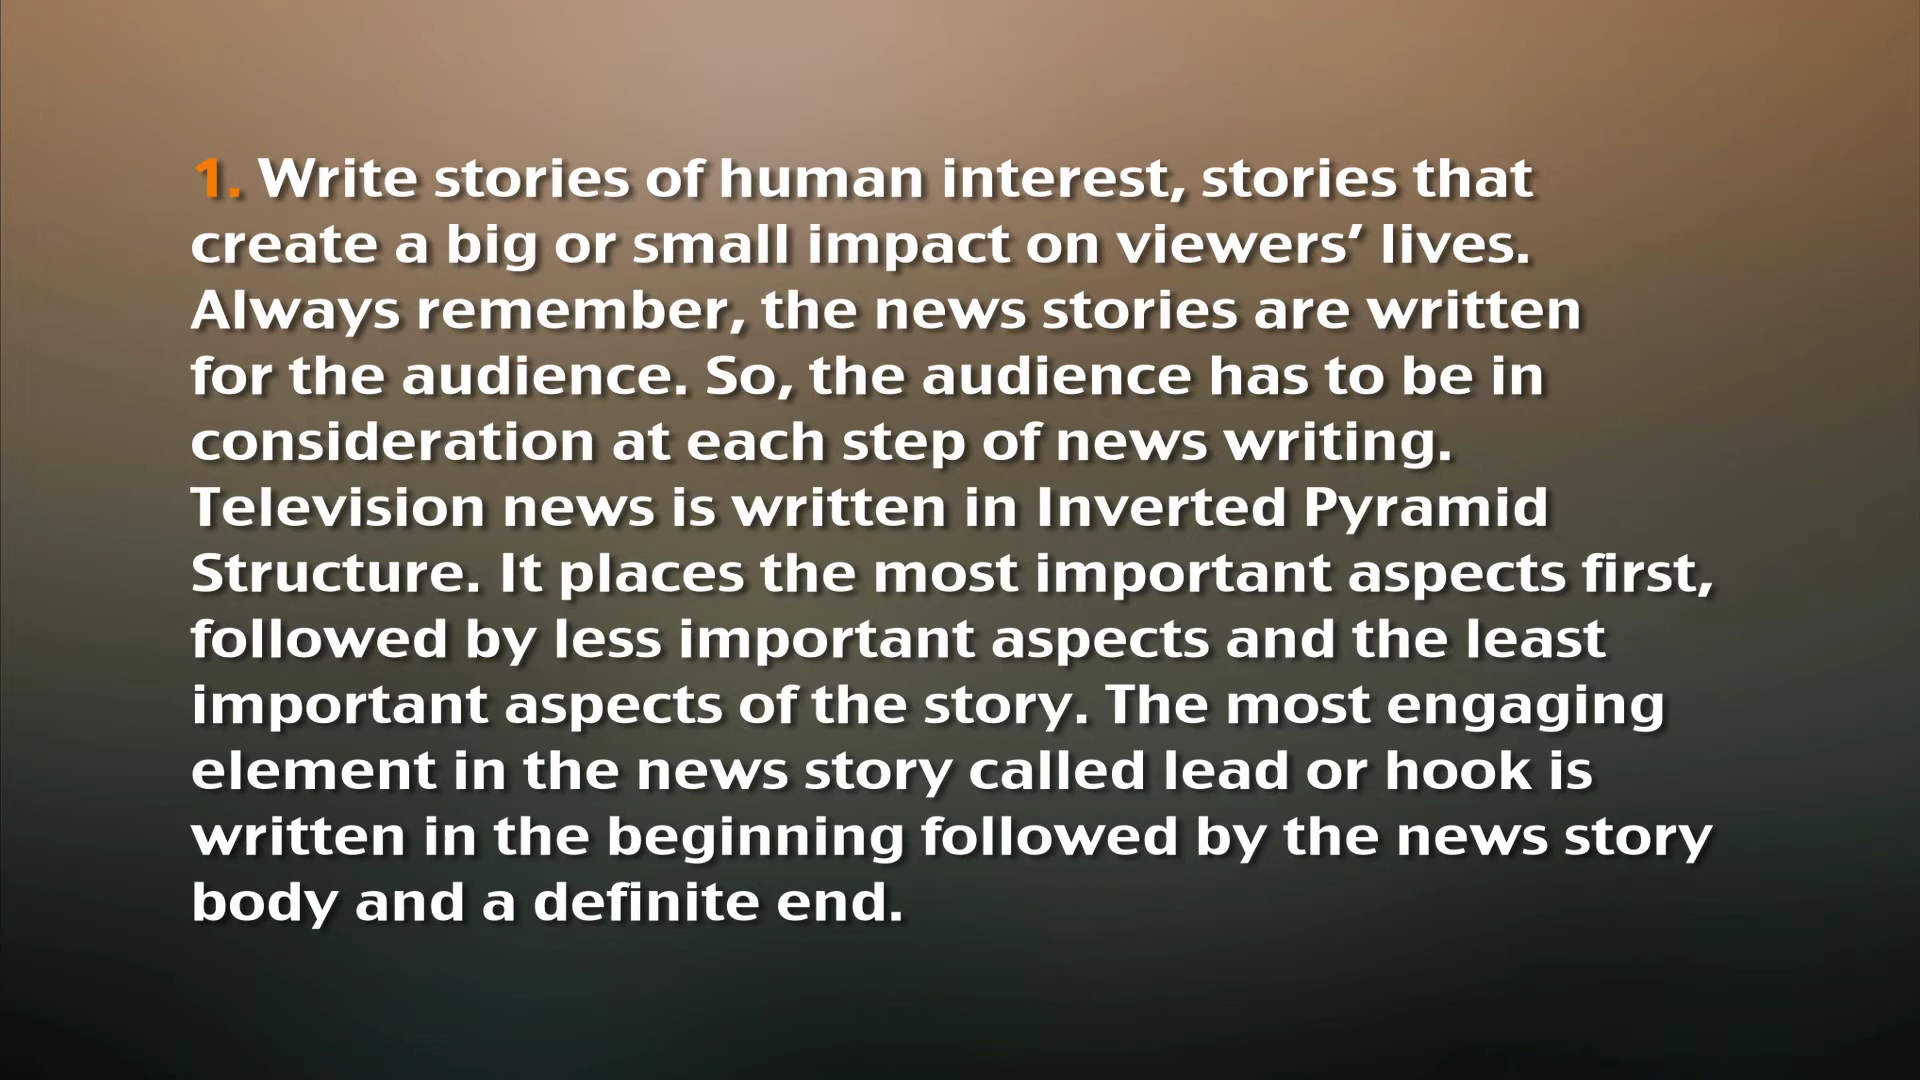 1. Write stories of human interest, stories that
create a big or small impact on viewers’ lives.
Always remember, the news stories are written
for the audience. So, the audience has to be in
consideration at each step of news writing.
Television news is written in Inverted Pyramid
Structure. It places the most important aspects first,
followed by less important aspects and the least
important aspects of the story. The most engaging
element in the news story called lead or hook is
written in the beginning followed by the news story
body and a definite end.